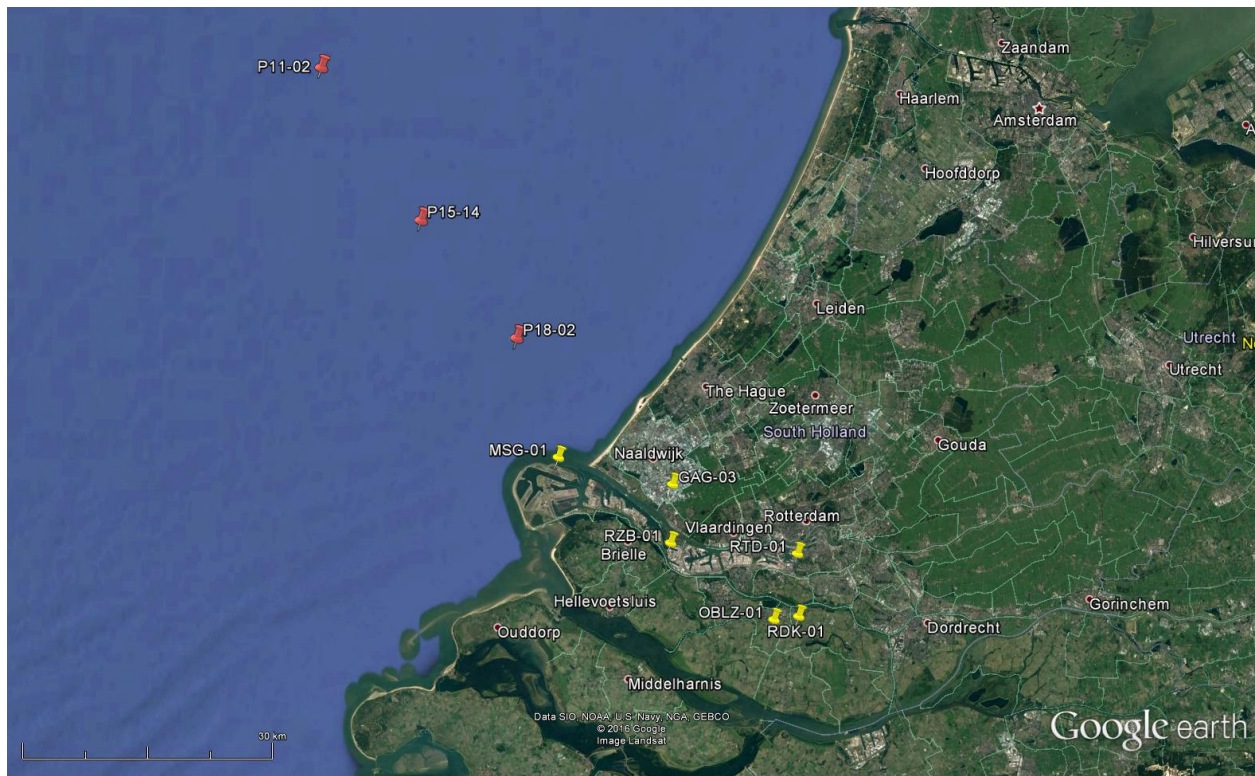 Zaandam
P11-02
Haarlem
Amsterdam
A
Hoofddorp
P15-14
Hilversum
Leiden
P18-02
Utrecht
Utrecht
The Hague
Zoetermeer
South Holland
Gouda
MSG-01
Naaldwijk
GAG-03
Rotterdam
Vlaardingen
RZB-01
RTD-01
Brielle
Hellevoetsluis
OBLZ-01
RDK-01
Gorinchem
Ouddorp
Dordrecht
Middelharnis
Data SIO, NOAA, U.S. Navy, NGA, GEBCO
© 2016 Google
Image Landsat
30 km
Google earth